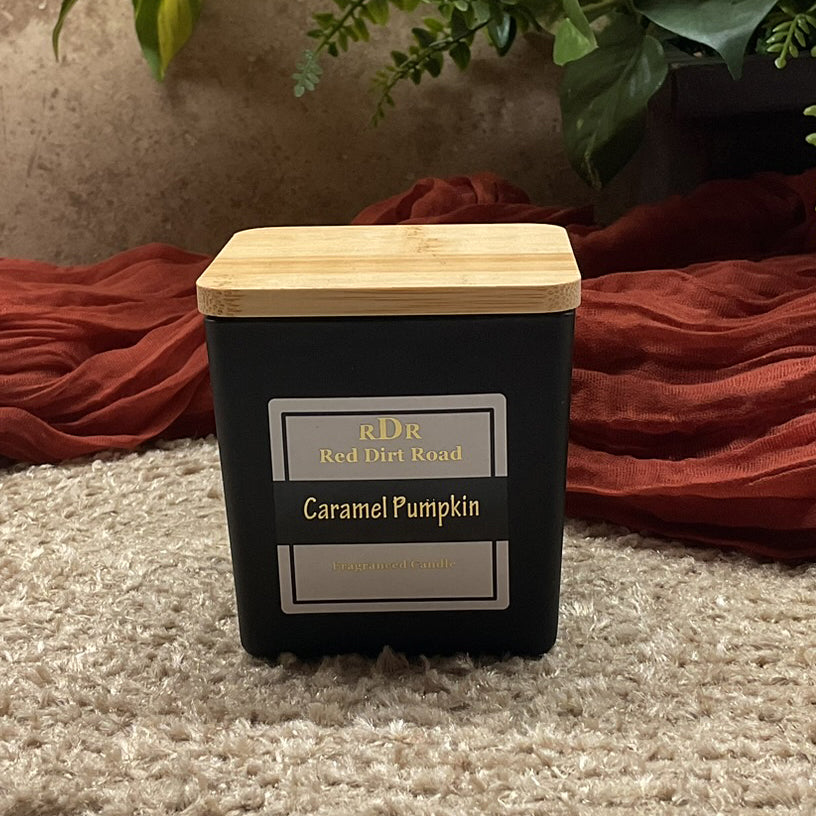 RDR
Red Dirt Road
Caramel Pumpkin
Fragranced Candle